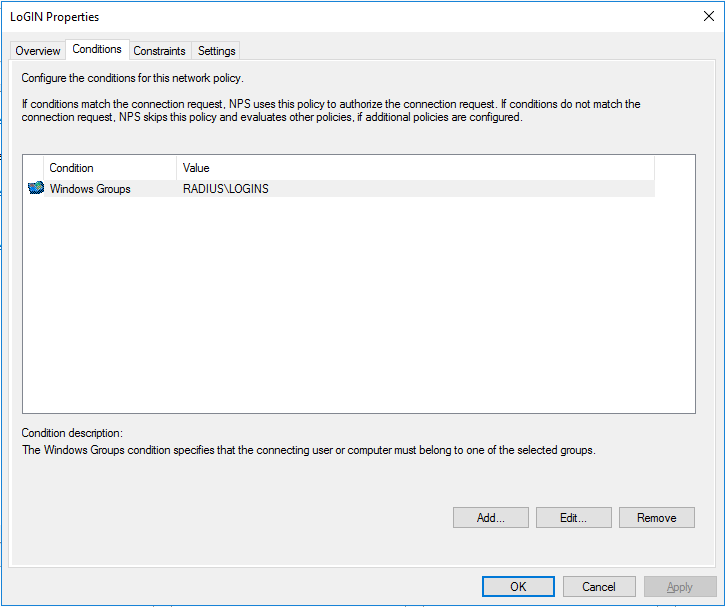 LoGIN Properties
Overview Conditions Constraints Settings
Configure the conditions for this network policy.
If conditions match the connection request, NPS uses this policy to authorize the connection request. If conditions do not match the
connection request, NPS skips this policy and evaluates other policies, if additional policies are configured.
Condition Value
Windows Groups RADIUS\LOGINS
Condition description:
The Windows Groups condition specifies that the connecting user or computer must belong to one of the selected groups.
Add... Edit... Remove
OK Cancel Apply